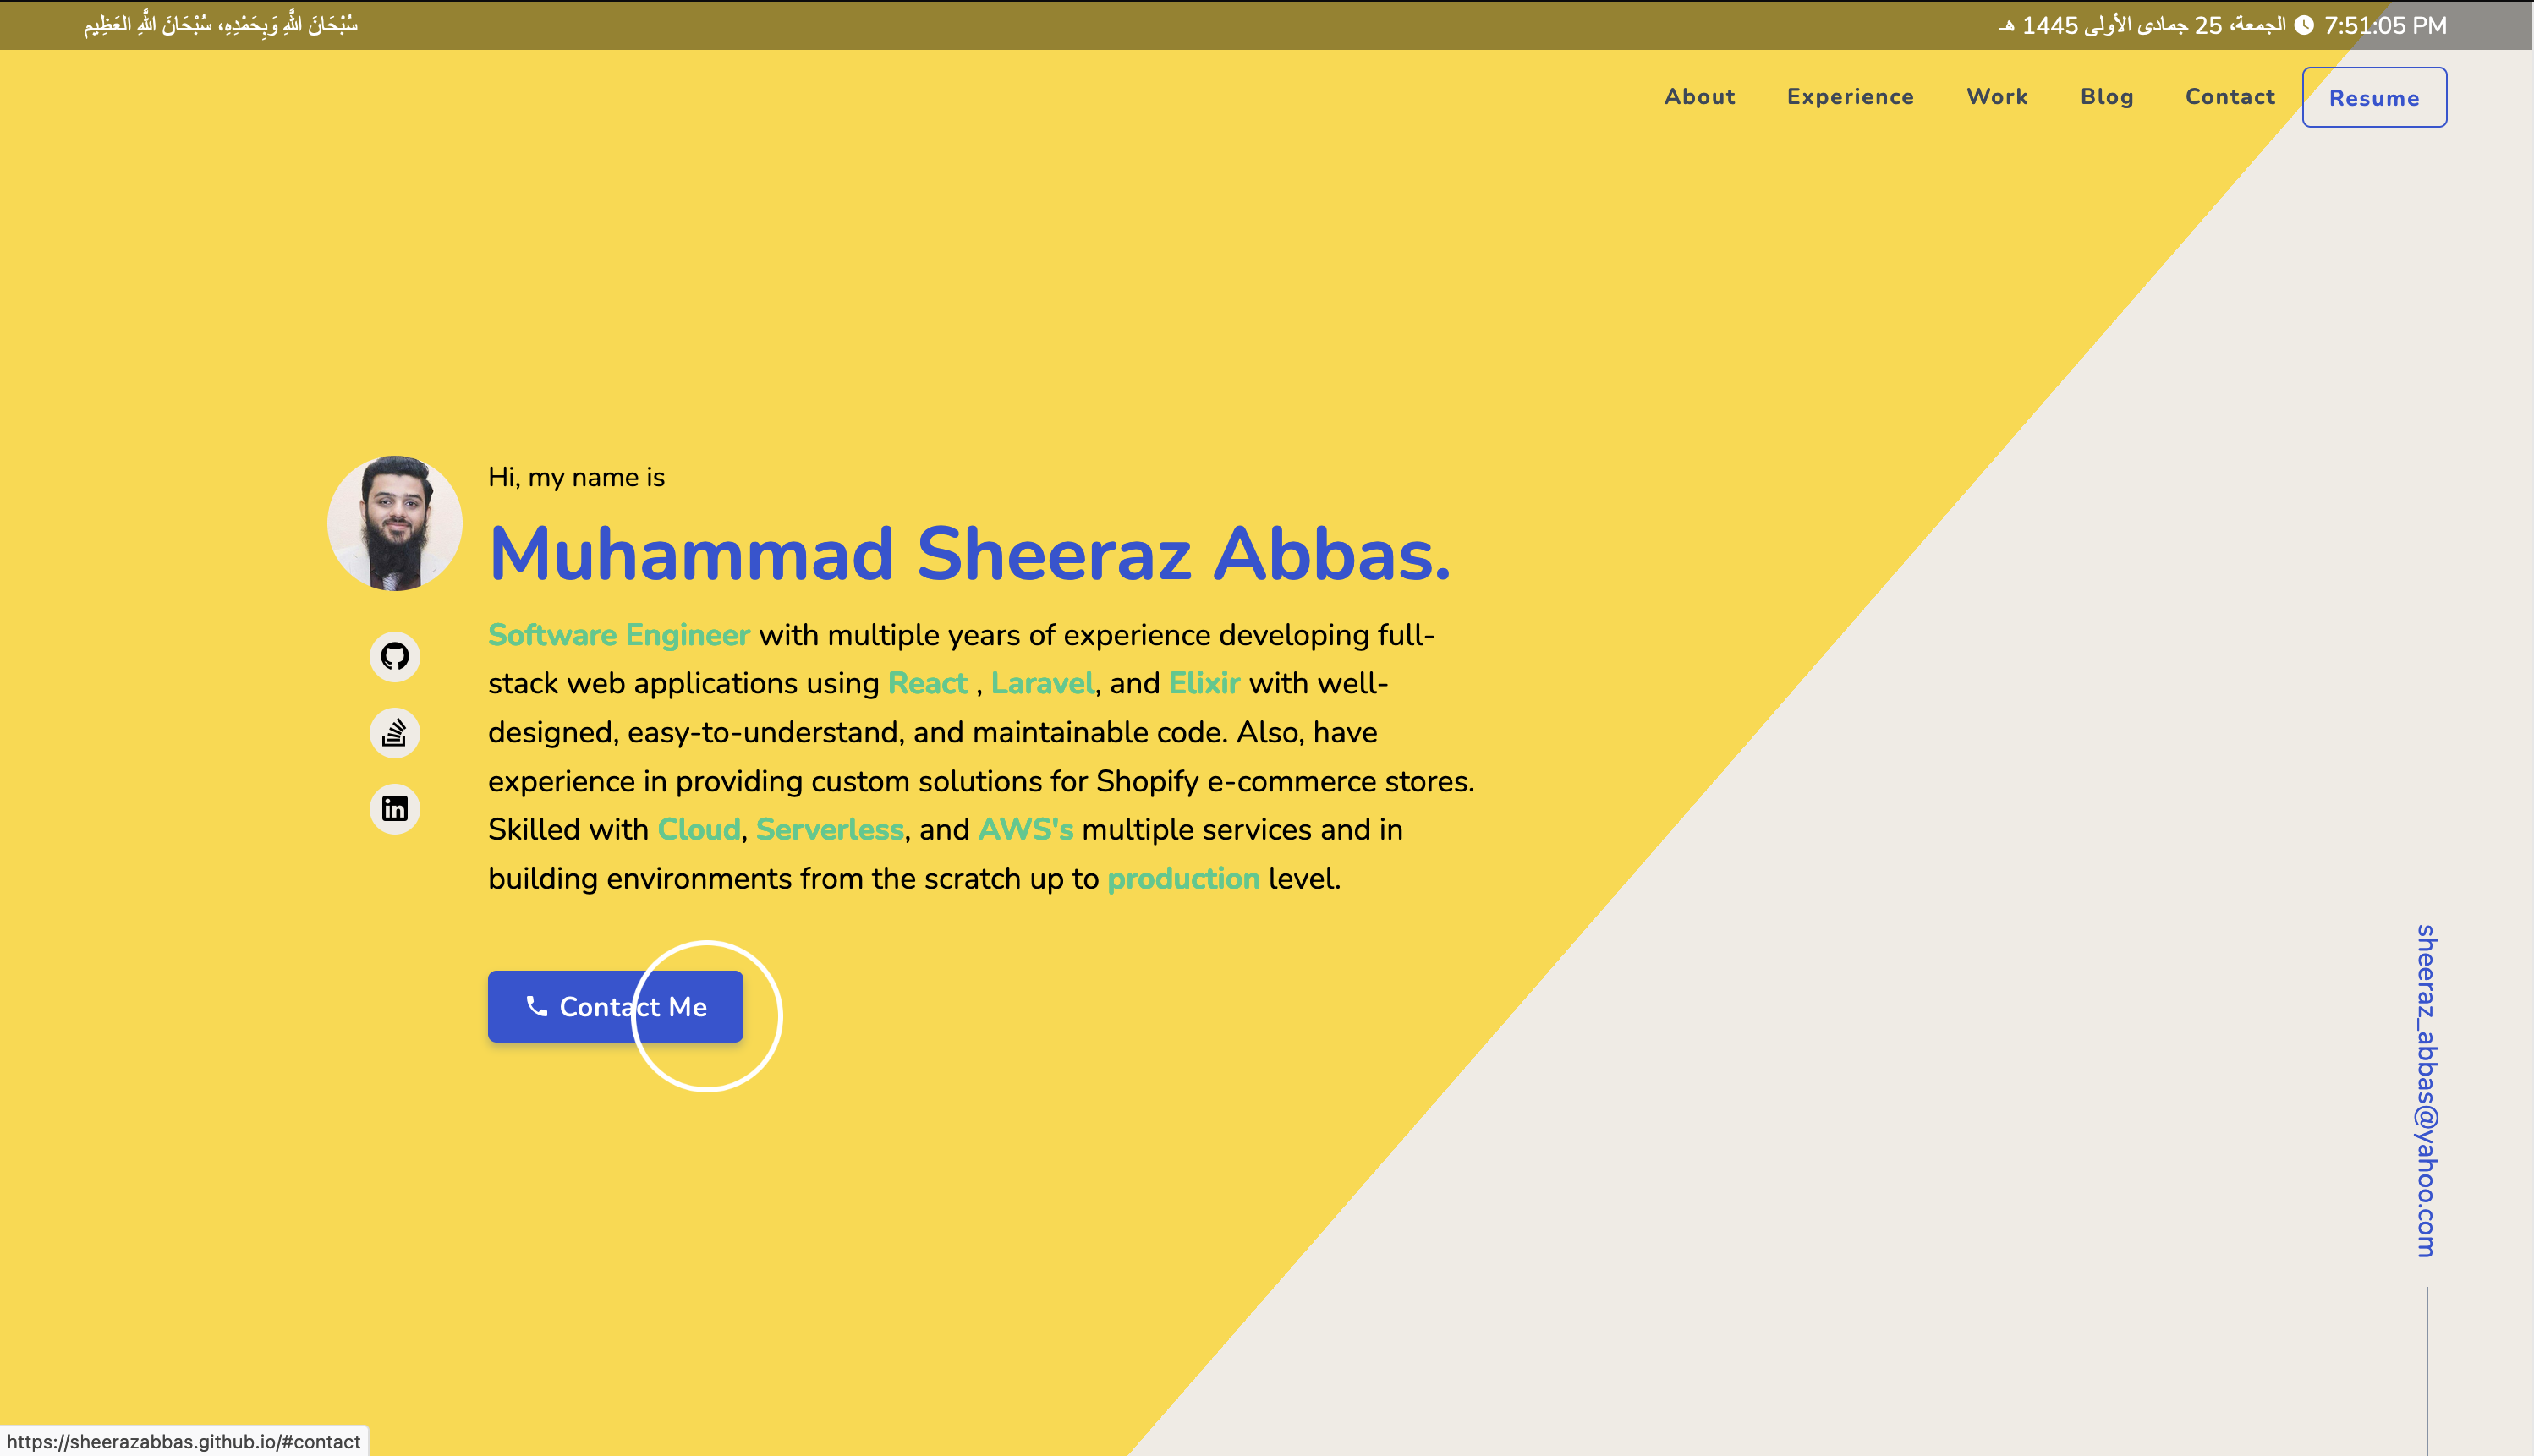 سُبْحَانَ اللَّهِ وَبِحَمْدِهِ، سُبْحَانَ اللَّهِ الْعَظِيمِ
الجمعة، 25 جمادى الأولى 1445 هـ 7:51:05 PM
About Experience Work Blog Contact Resume
Hi, my name is
Muhammad Sheeraz Abbas.
Software Engineer with multiple years of experience developing full-
stack web applications using React , Laravel, and Elixir with well-
designed, easy-to-understand, and maintainable code. Also, have
experience in providing custom solutions for Shopify e-commerce stores.
Skilled with Cloud, Serverless, and AWS's multiple services and in
building environments from the scratch up to production level.
in
Contact Me
sheeraz_abbas@yahoo.com
https://sheerazabbas.github.io/#contact